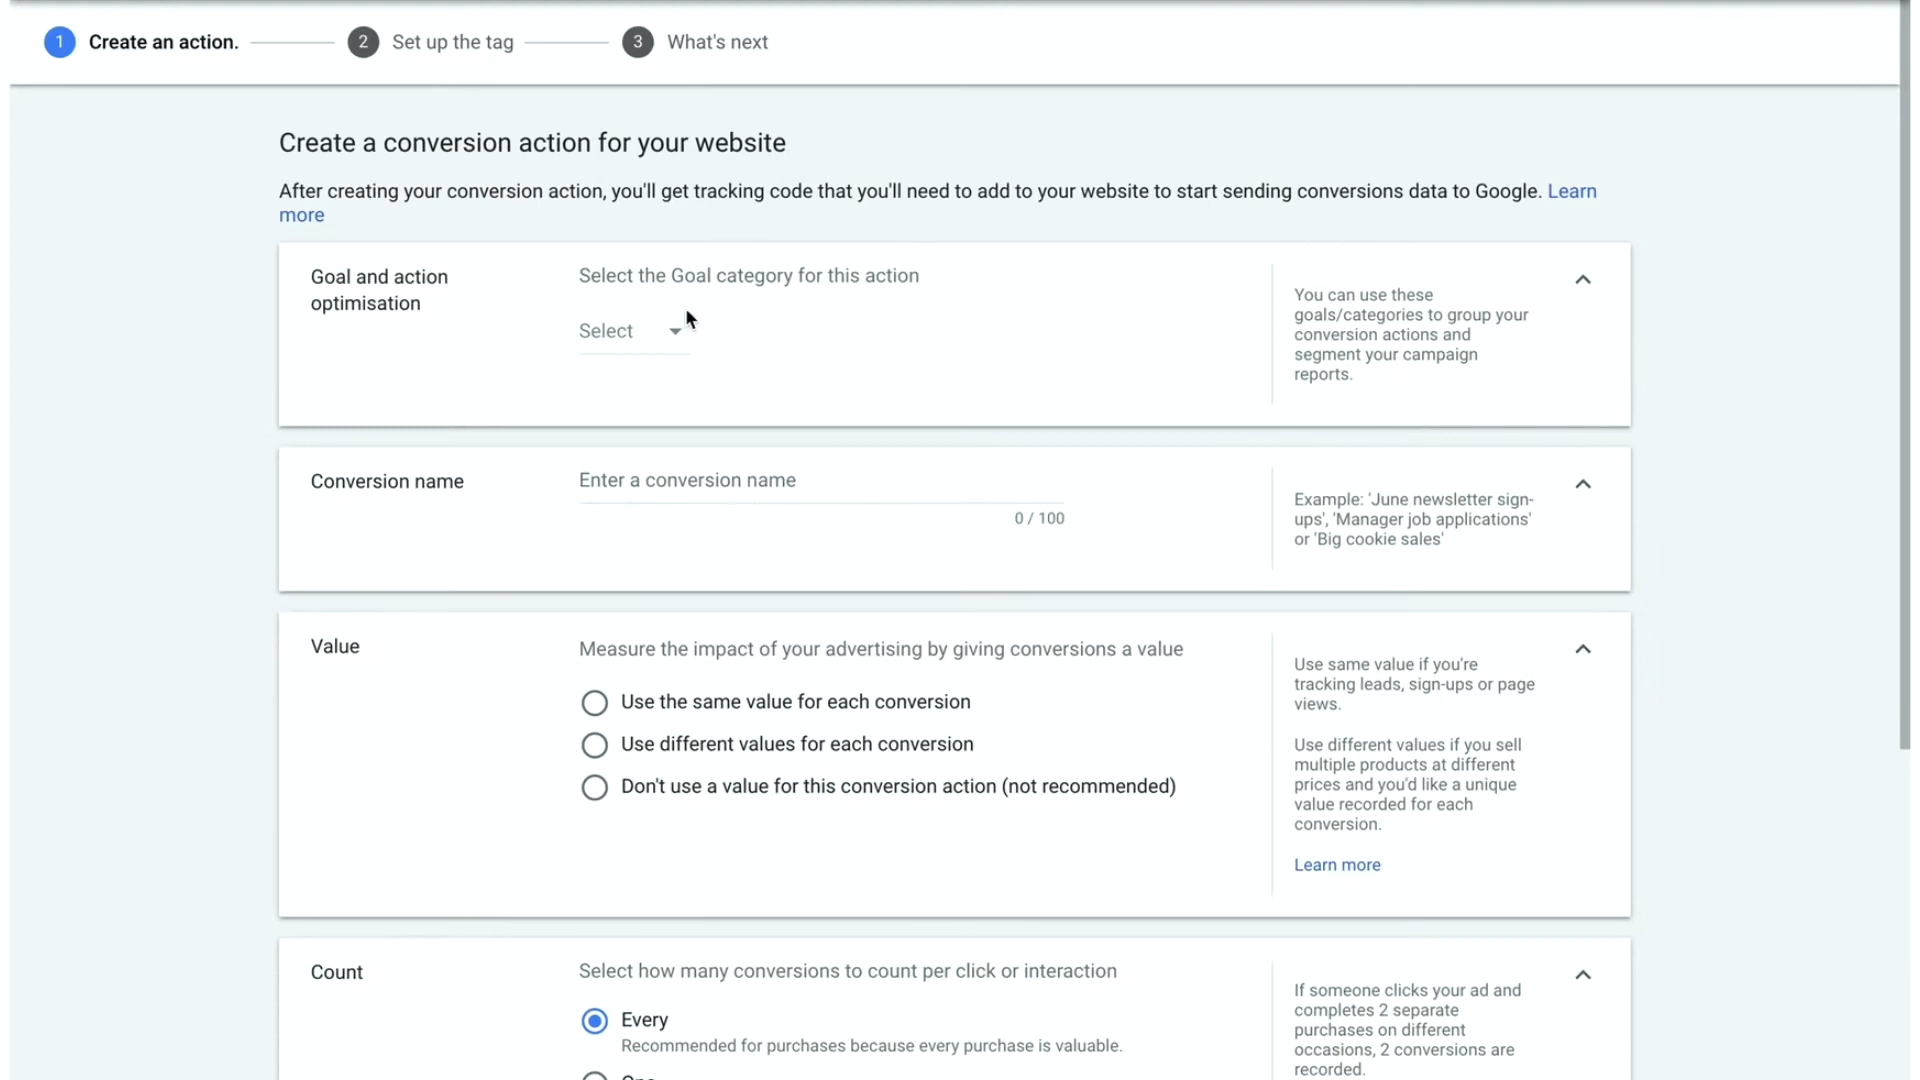 1 Create an action. 2 Set up the tag 3 What's next
Create a conversion action for your website
After creating your conversion action, you'll get tracking code that you'll need to add to your website to start sending conversions data to Google. Learn
more
Goal and action
optimisation
Select the Goal category for this action
Select
You can use these
goals/categories to group your
conversion actions and
segment your campaign
reports.
Conversion name
Enter a conversion name
0 / 100
Example: 'June newsletter sign-
ups', 'Manager job applications'
or 'Big cookie sales'
Value
Measure the impact of your advertising by giving conversions a value
Use the same value for each conversion
Use different values for each conversion
Don't use a value for this conversion action (not recommended)
Use same value if you're
tracking leads, sign-ups or page
views.
Use different values if you sell
multiple products at different
prices and you'd like a unique
value recorded for each
conversion.
Learn more
Count
Select how many conversions to count per click or interaction
Every
Recommended for purchases because every purchase is valuable.
If someone clicks your ad and
completes 2 separate
purchases on different
occasions, 2 conversions are
recorded.